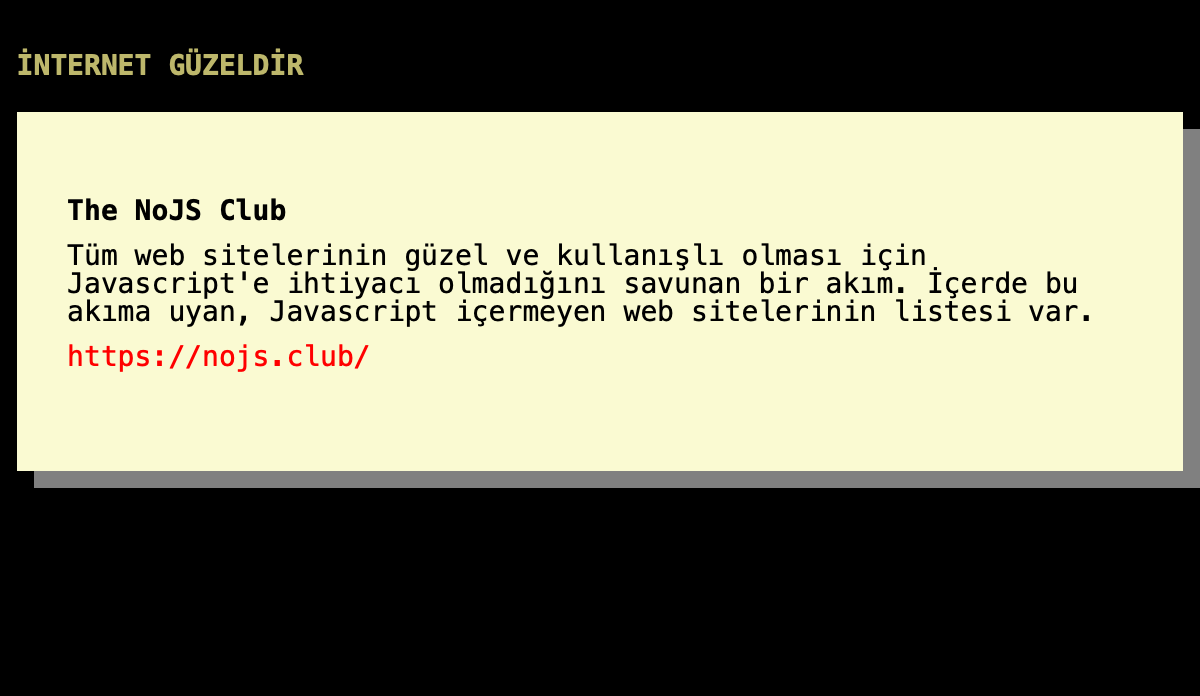 İNTERNET GÜZELDİR
The NoJS Club
Tüm web sitelerinin güzel ve kullanışlı olması için
Javascript'e ihtiyacı olmadığını savunan bir akım. İçerde bu
akıma uyan, Javascript içermeyen web sitelerinin listesi var.
https://nojs.club/